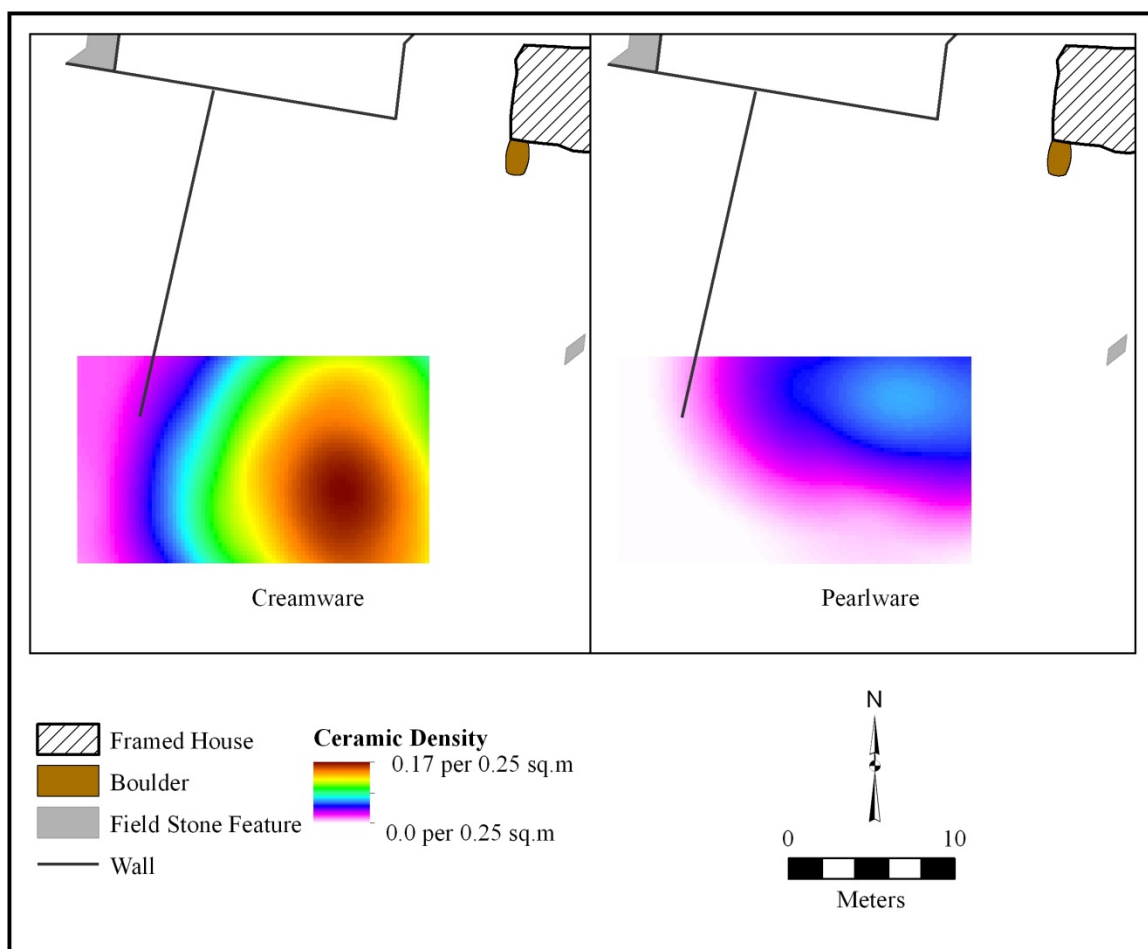 Creamware
Pearlware
Framed House
Boulder
Field Stone Feature
Wall
Ceramic Density
0.17 per 0.25 sq.m
0.0 per 0.25 sq.m
N
0 10
Meters